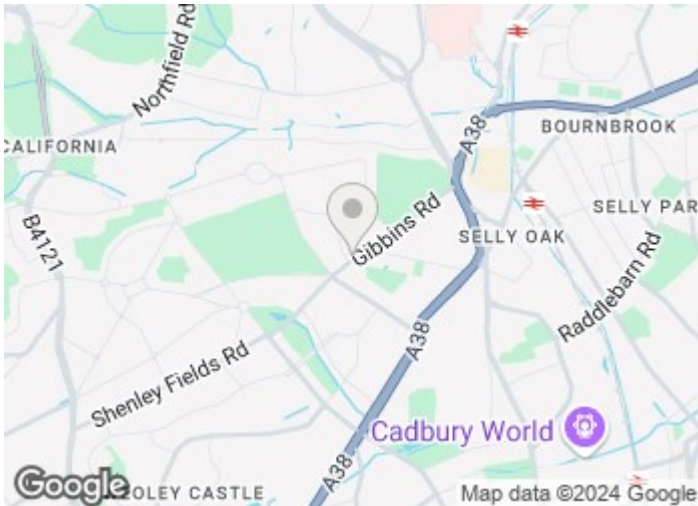 Northfield Rd
A38
BOURNBROOK
CALIFORNIA
B4121
Gibbins Rd
SELLY OAK
SELLY PAR
Raddlebarn Rd
A38
Shenley Fields Rd
Cadbury World
A38
Google
EOLEY CASTLE
Map data ©2024 Google